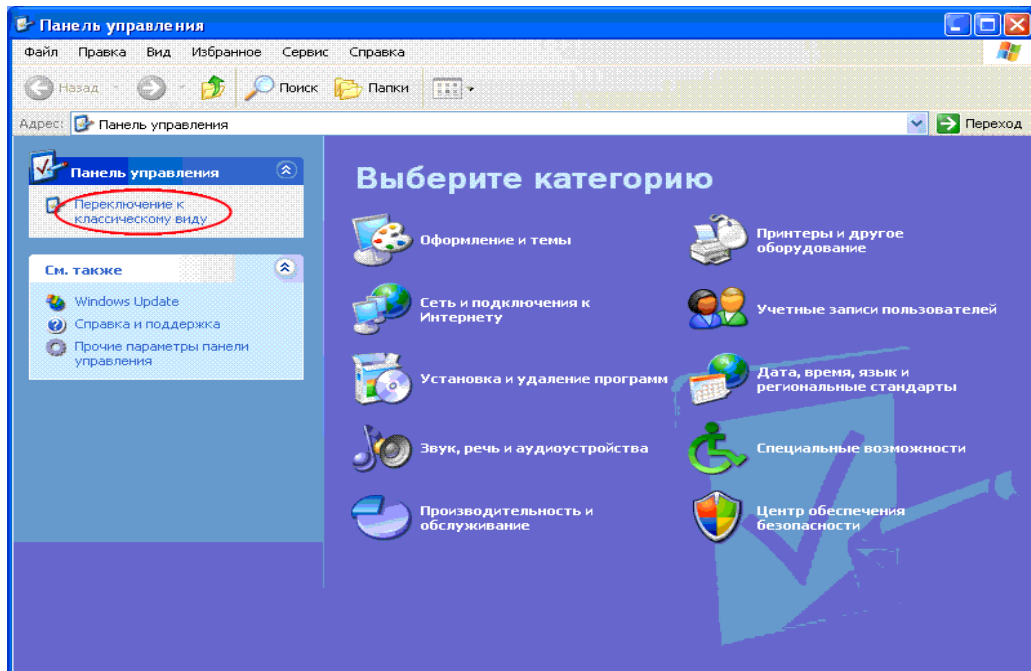 Панель управления
Файл Правка Вид Избранное Сервис Справка
Назад Поиск Папки
Адрес: Панель управления Переход
Панель управления
Переключение к
классическому виду
См. также
Windows Update
Справка и поддержка
Прочие параметры панели
управления
Выберите категорию
Оформление и темы
Принтеры и другое
оборудование
Сеть и подключения к
Интернету
Учетные записи пользователей
Установка и удаление программ
Дата, время, язык и
региональные стандарты
Звук, речь и аудиоустройства
Специальные возможности
Производительность и
обслуживание
Центр обеспечения
безопасности